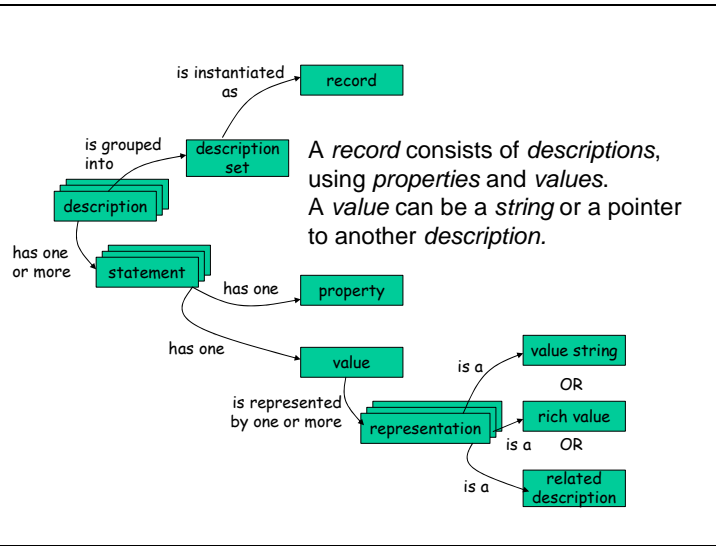 is instantiated
as
record
is grouped
into
description
set
A record consists of descriptions,
using properties and values.
A value can be a string or a pointer
to another description.
description
has one
or more
statement
has one
property
has one
value
is a
value string
OR
is represented
by one or more
representation
rich value
is a
OR
is a
related
description